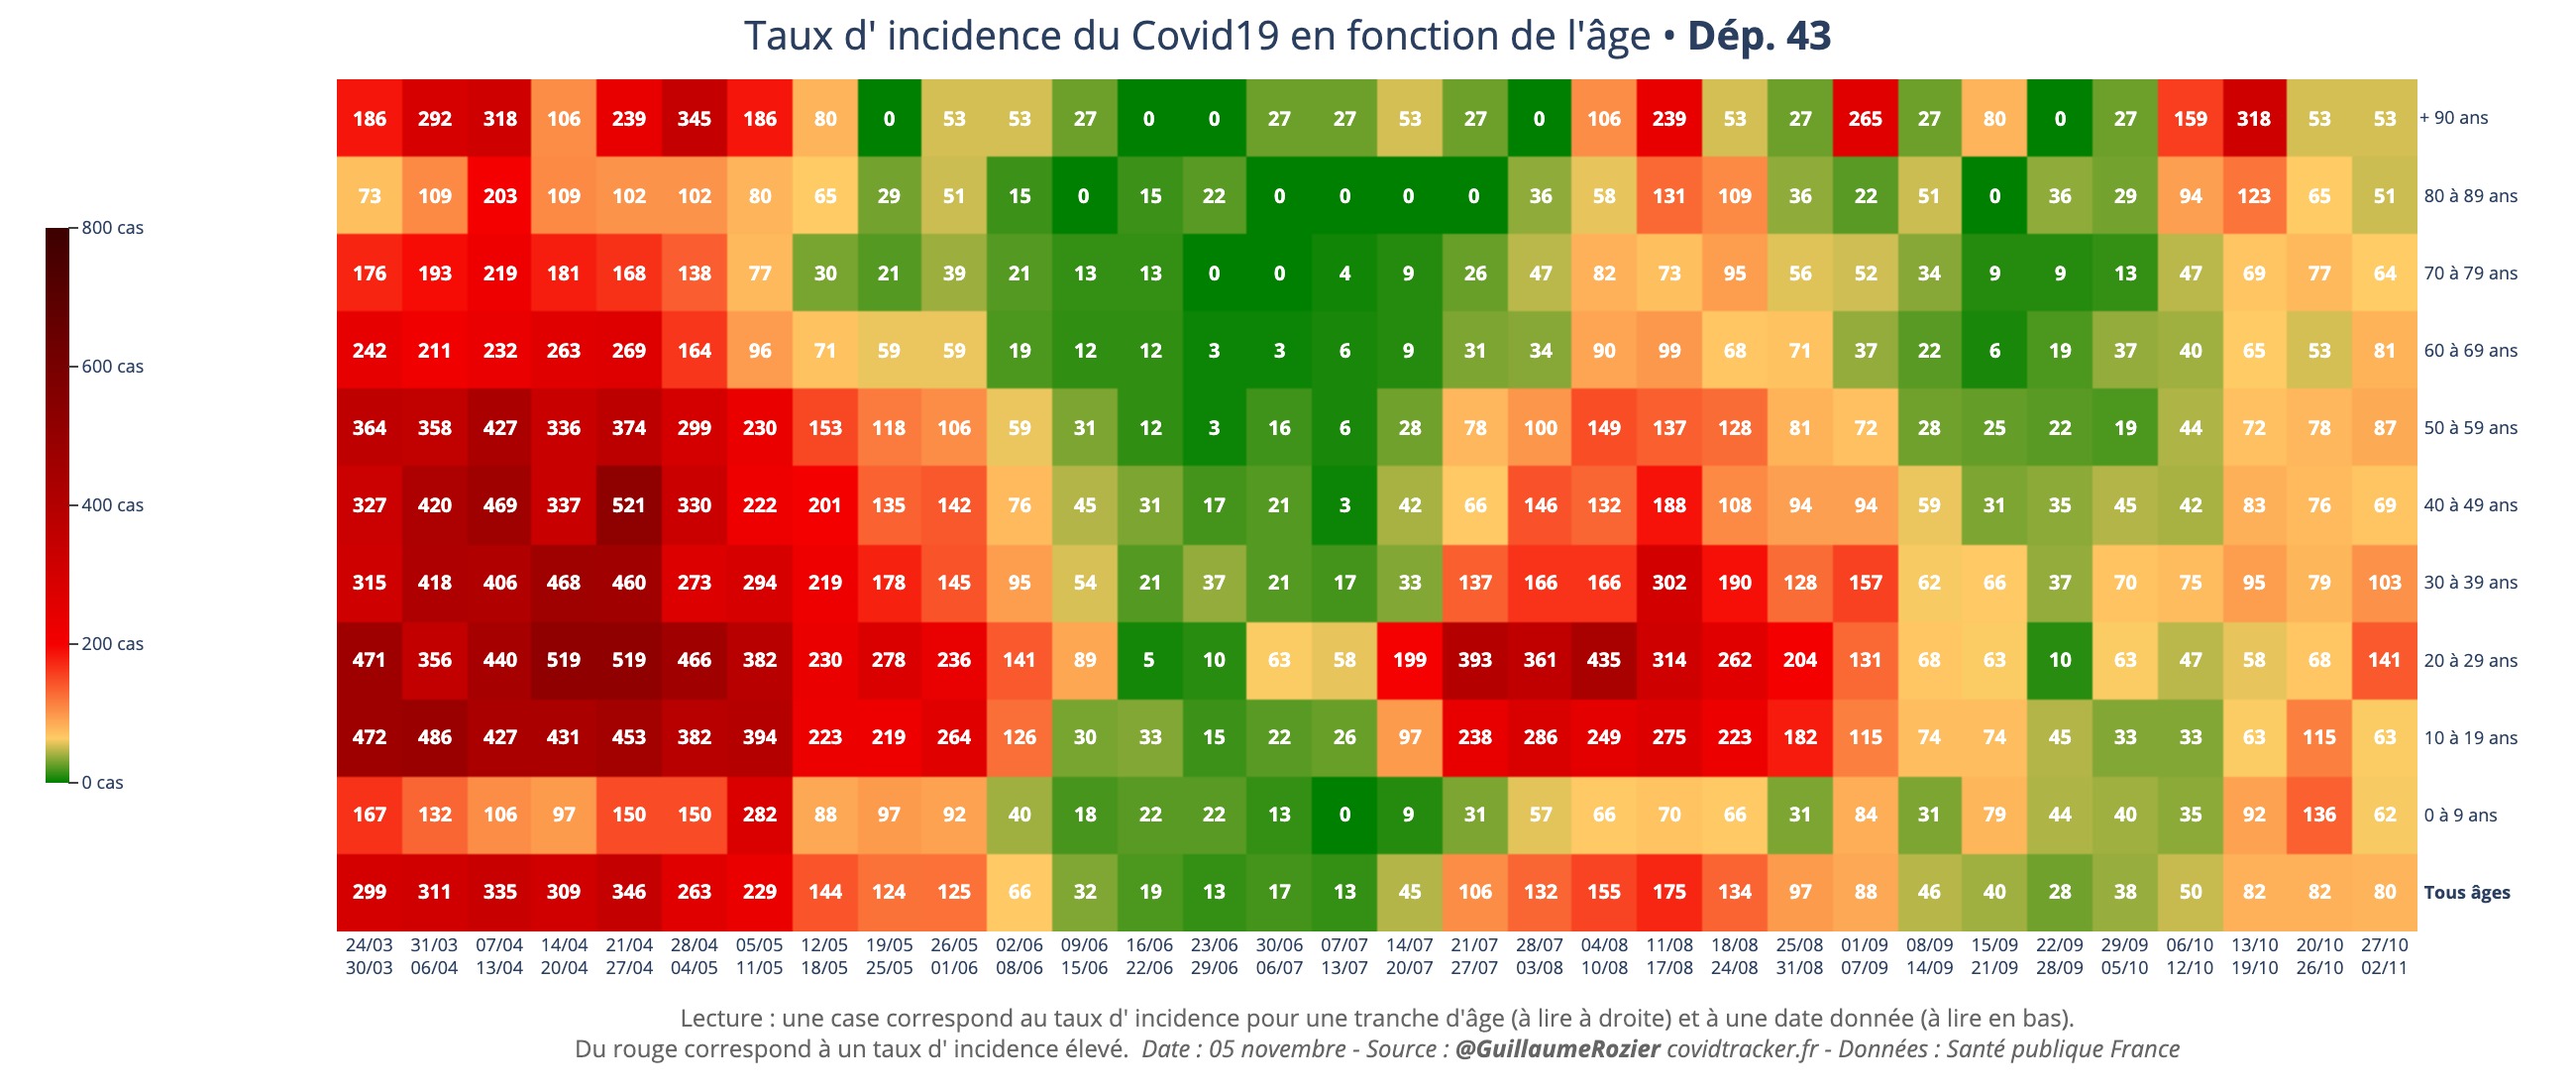 Taux d' incidence du Covid19 en fonction de l'âge • Dép. 43
800 cas
600 cas
400 cas
200 cas
0 cas
186 292 318 106 239 345 186 80 0 53 53 27 0 0 27 27 53 27 0 106 239 53 27 265 27 80 0 27 159 318 53 53 + 90 ans
73 109 203 109 102 102 80 65 29 51 15 0 15 22 0 0 0 0 36 58 131 109 36 22 51 0 36 29 94 123 65 51 80 à 89 ans
176 193 219 181 168 138 77 30 21 39 21 13 13 0 0 4 9 26 47 82 73 95 56 52 34 9 9 13 47 69 77 64 70 à 79 ans
242 211 232 263 269 164 96 71 59 59 19 12 12 3 3 6 9 31 34 90 99 68 71 37 22 6 19 37 40 65 53 81 60 à 69 ans
364 358 427 336 374 299 230 153 118 106 59 31 12 3 16 6 28 78 100 149 137 128 81 72 28 25 22 19 44 72 78 87 50 à 59 ans
327 420 469 337 521 330 222 201 135 142 76 45 31 17 21 3 42 66 146 132 188 108 94 94 59 31 35 45 42 83 76 69 40 à 49 ans
315 418 406 468 460 273 294 219 178 145 95 54 21 37 21 17 33 137 166 166 302 190 128 157 62 66 37 70 75 95 79 103 30 à 39 ans
471 356 440 519 519 466 382 230 278 236 141 89 5 10 63 58 199 393 361 435 314 262 204 131 68 63 10 63 47 58 68 141 20 à 29 ans
472 486 427 431 453 382 394 223 219 264 126 30 33 15 22 26 97 238 286 249 275 223 182 115 74 74 45 33 33 63 115 63 10 à 19 ans
167 132 106 97 150 150 282 88 97 92 40 18 22 22 13 0 9 31 57 66 70 66 31 84 31 79 44 40 35 92 136 62 0 à 9 ans
299 311 335 309 346 263 229 144 124 125 66 32 19 13 17 13 45 106 132 155 175 134 97 88 46 40 28 38 50 82 82 80 Tous âges
24/03 31/03 07/04 14/04 21/04 28/04 05/05 12/05 19/05 26/05 02/06 09/06 16/06 23/06 30/06 07/07 14/07 21/07 28/07 04/08 11/08 18/08 25/08 01/09 08/09 15/09 22/09 29/09 06/10 13/10 20/10 27/10
30/03 06/04 13/04 20/04 27/04 04/05 11/05 18/05 25/05 01/06 08/06 15/06 22/06 29/06 06/07 13/07 20/07 27/07 03/08 10/08 17/08 24/08 31/08 07/09 14/09 21/09 28/09 05/10 12/10 19/10 26/10 02/11
Lecture : une case correspond au taux d' incidence pour une tranche d'âge (à lire à droite) et à une date donnée (à lire en bas).
Du rouge correspond à un taux d' incidence élevé. Date : 05 novembre - Source : @GuillaumeRozier covidtracker.fr - Données : Santé publique France